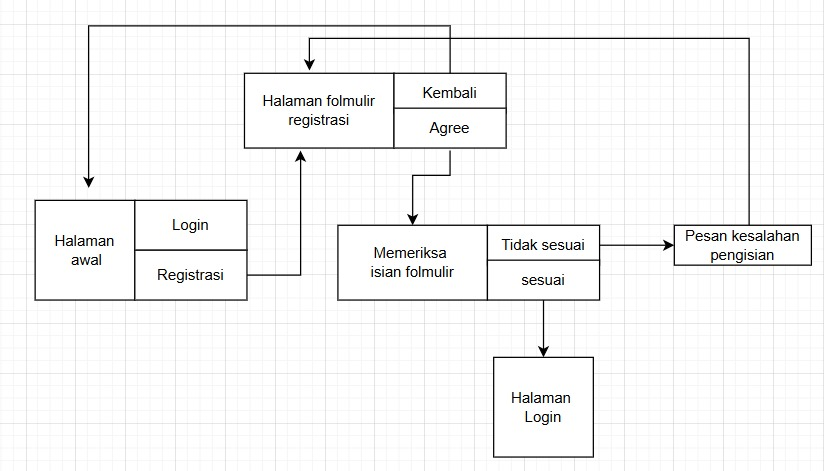 Halaman folmulir
registrasi
Kembali
Agree
Halaman
awal
Login
Registrasi
Memeriksa
isian folmulir
Tidak sesuai
sesuai
Pesan kesalahan
pengisian
Halaman
Login